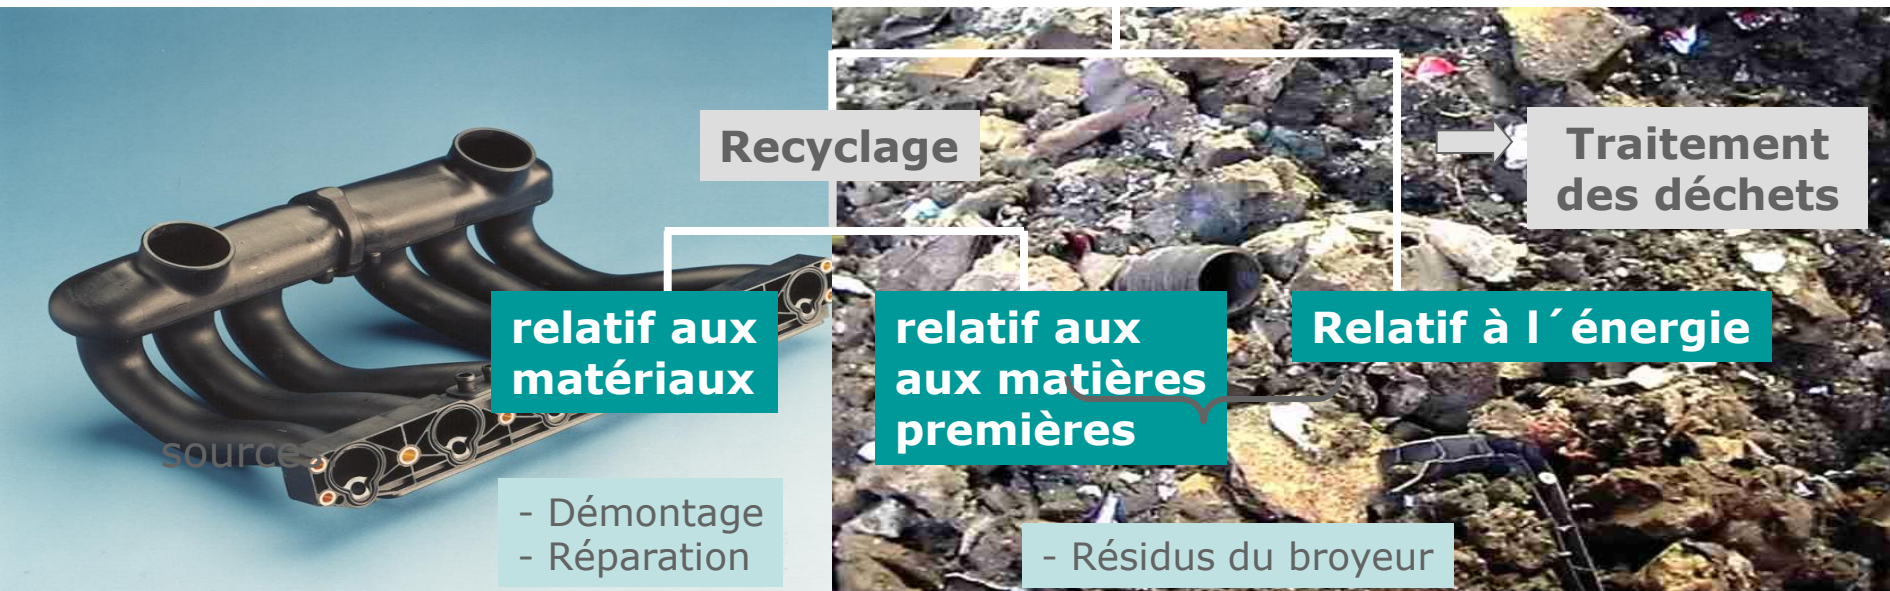 Recyclage
Traitement
des déchets
relatif aux
matériaux
relatif aux
aux matières
premières
Relatif à l´énergie
sources
- Démontage
- Réparation
- Résidus du broyeur